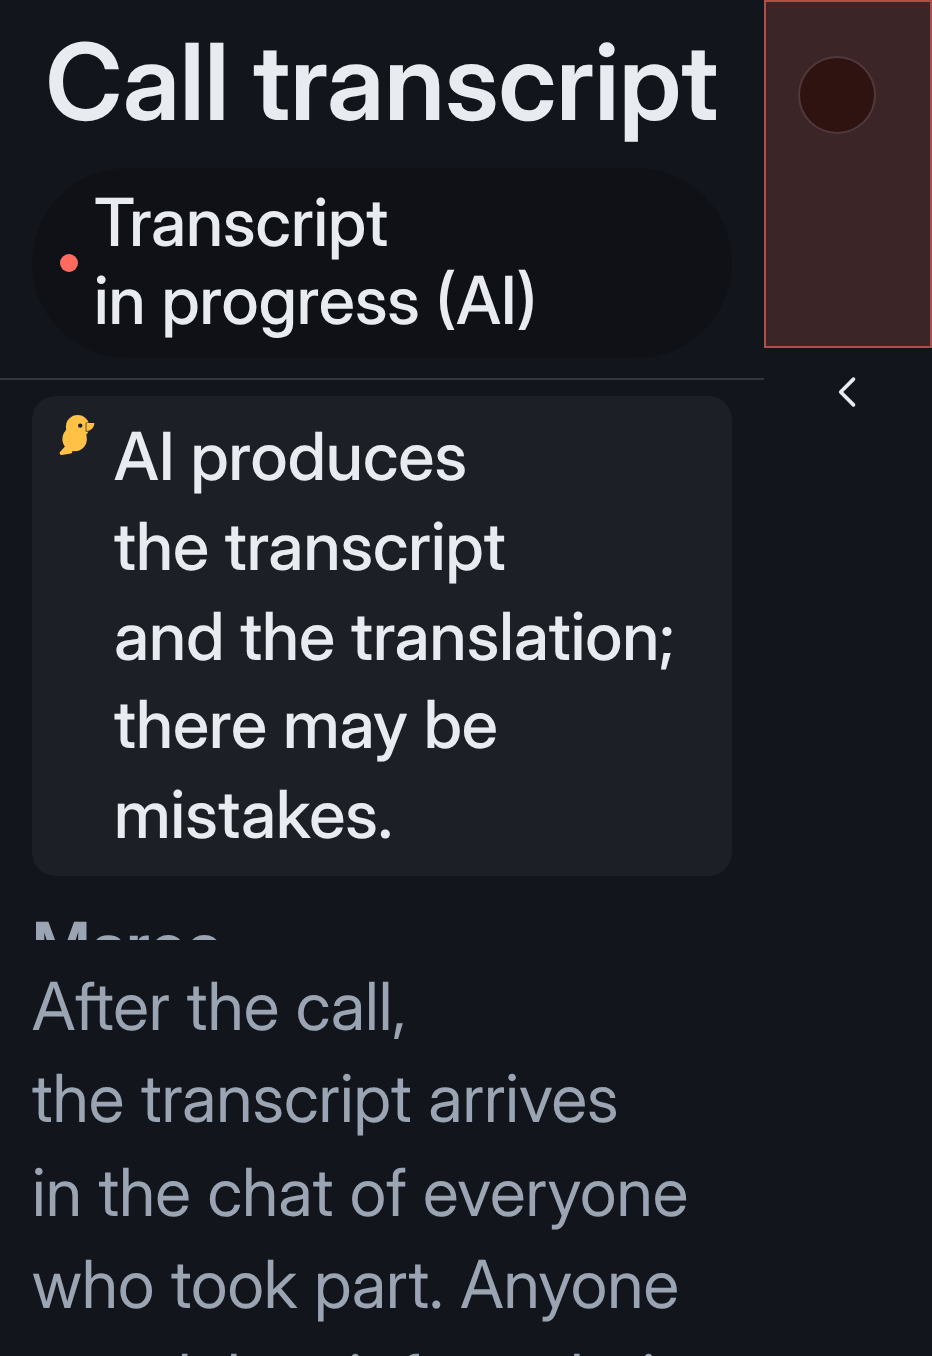 Call transcript
Transcript
in progress (AI)
AI produces
the transcript
and the translation;
there may be
mistakes.
After the call,
the transcript arrives
in the chat of everyone
who took part. Anyone